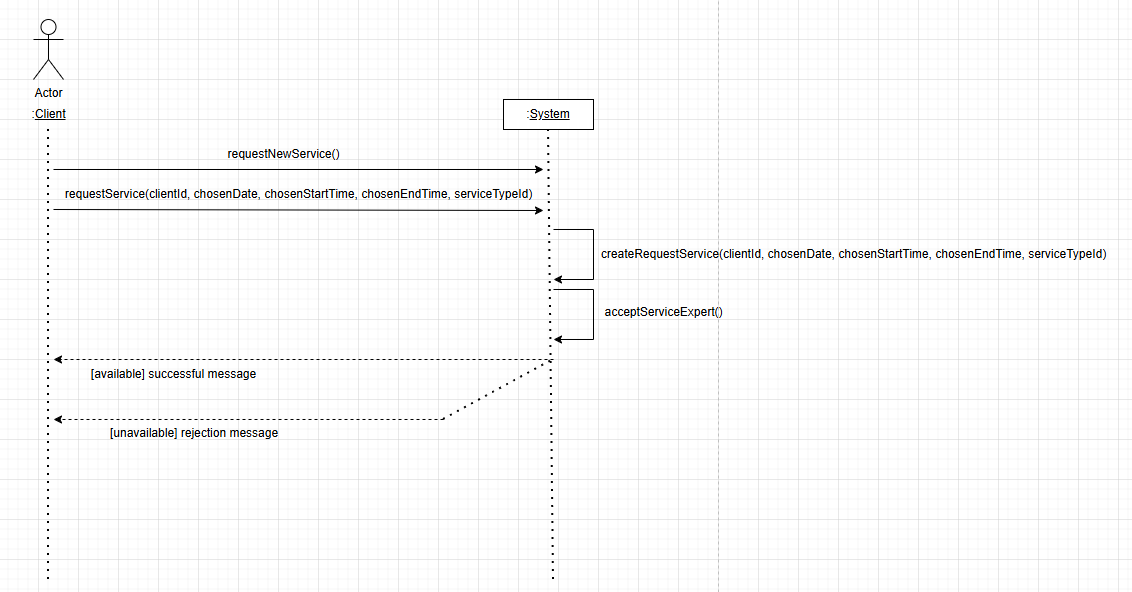 Actor
:Client
:System
requestNewService()
requestService(clientId, chosenDate, chosenStartTime, chosenEndTime, serviceTypeId)
createRequestService(clientId, chosenDate, chosenStartTime, chosenEndTime, serviceTypeId)
acceptServiceExpert()
[available] successful message
[unavailable] rejection message